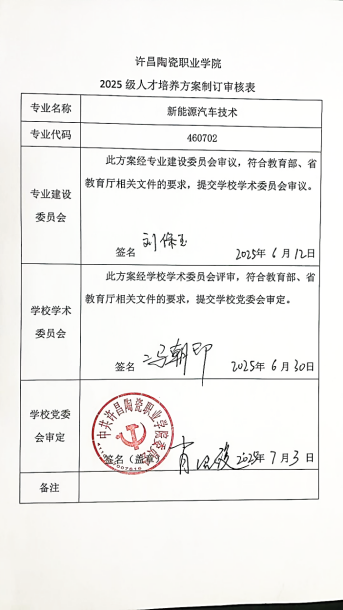 许昌陶瓷职业学院
2025 级人才培养方案制订审核表
专业名称
新能源汽车技术
专业代码
460702
专业建设
委员会
此方案经专业建设委员会审议，符合教育部、省
教育厅相关文件的要求，提交学校学术委员会审议。
签名
2025年 6 月 12日
学校学术
委员会
此方案经学校学术委员会评审，符合教育部、省
教育厅相关文件的要求，提交学校党委会审定。
签名
2025年 6 月 30日
学校党委
会审定
中共许昌陶瓷职业学院委员会
签名（盖章）
2025年 7 月 3 日
备注